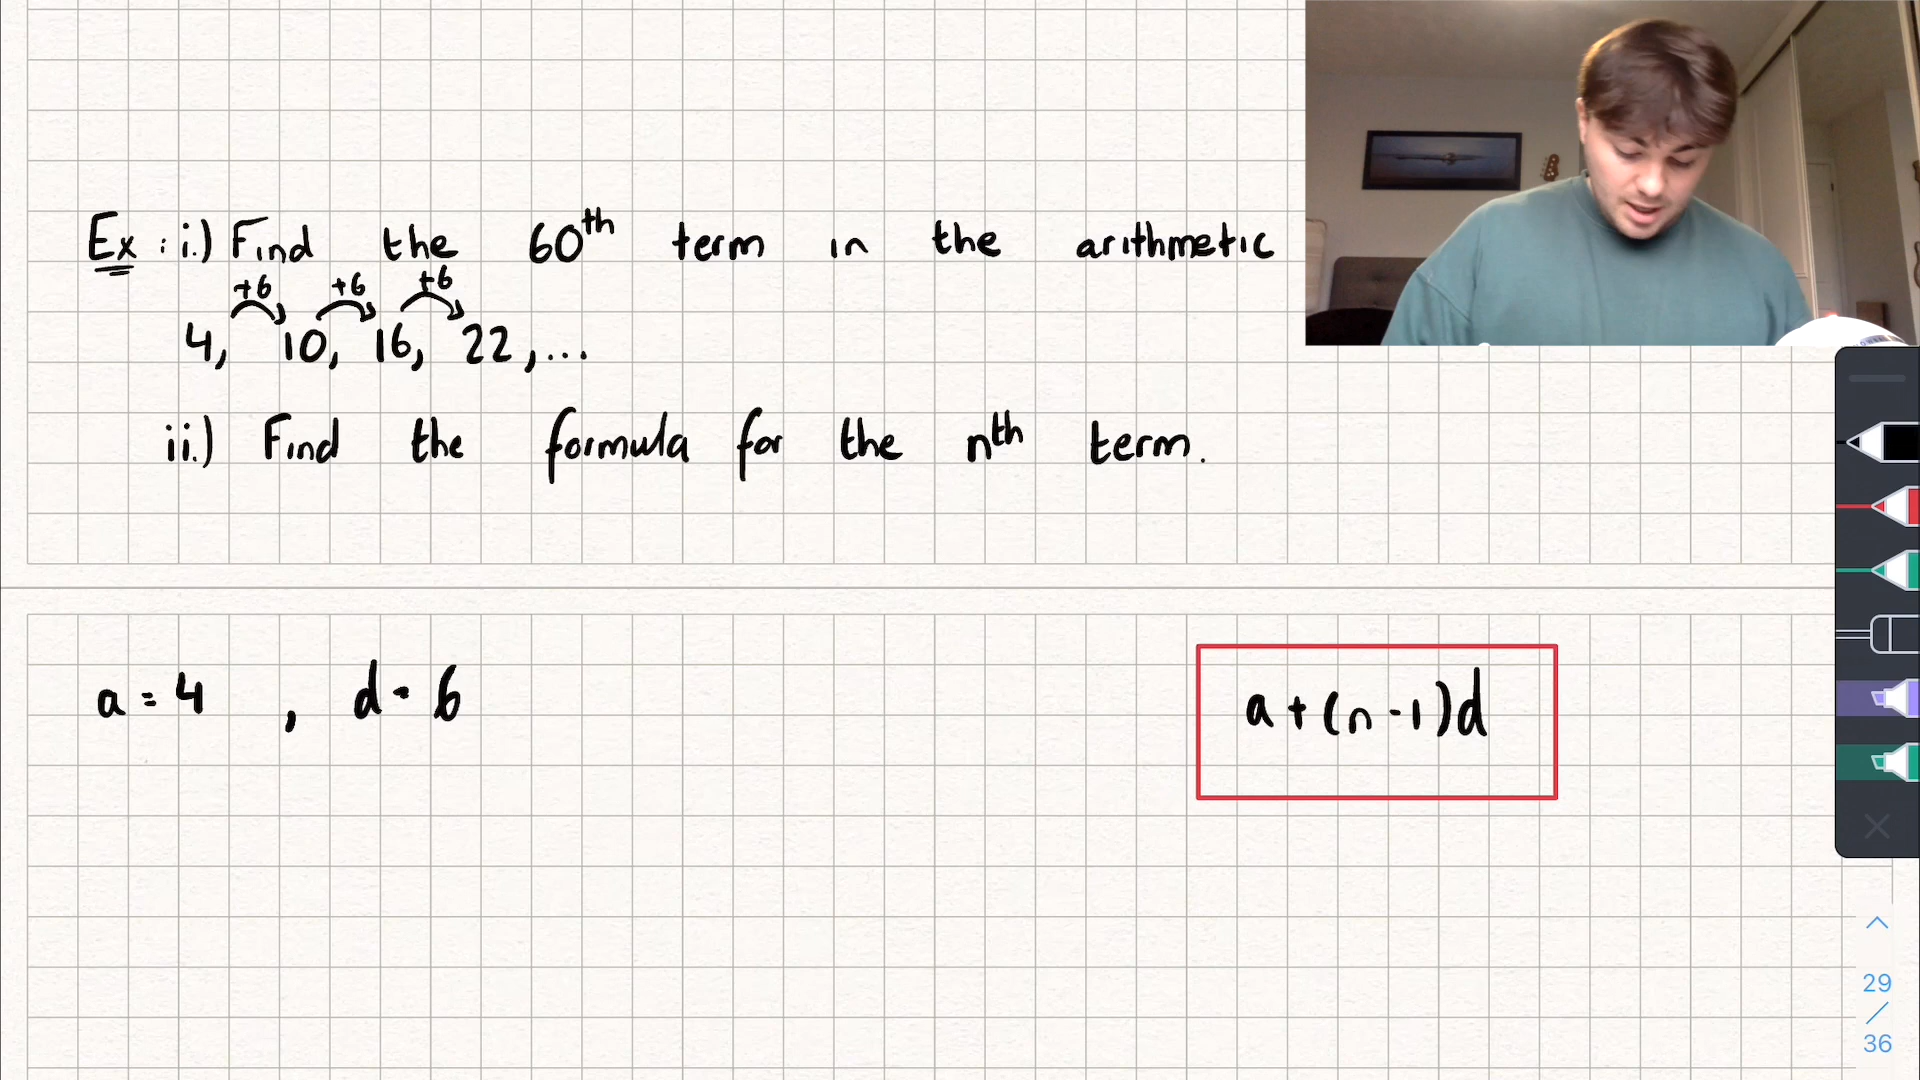 Ex : i.) Find the 60th term in the arithmetic
+6 +6 +6
4, 10, 16, 22, ...
ii.) Find the formula for the nth term.
a = 4 , d = 6
a + (n - 1)d
29
/
36